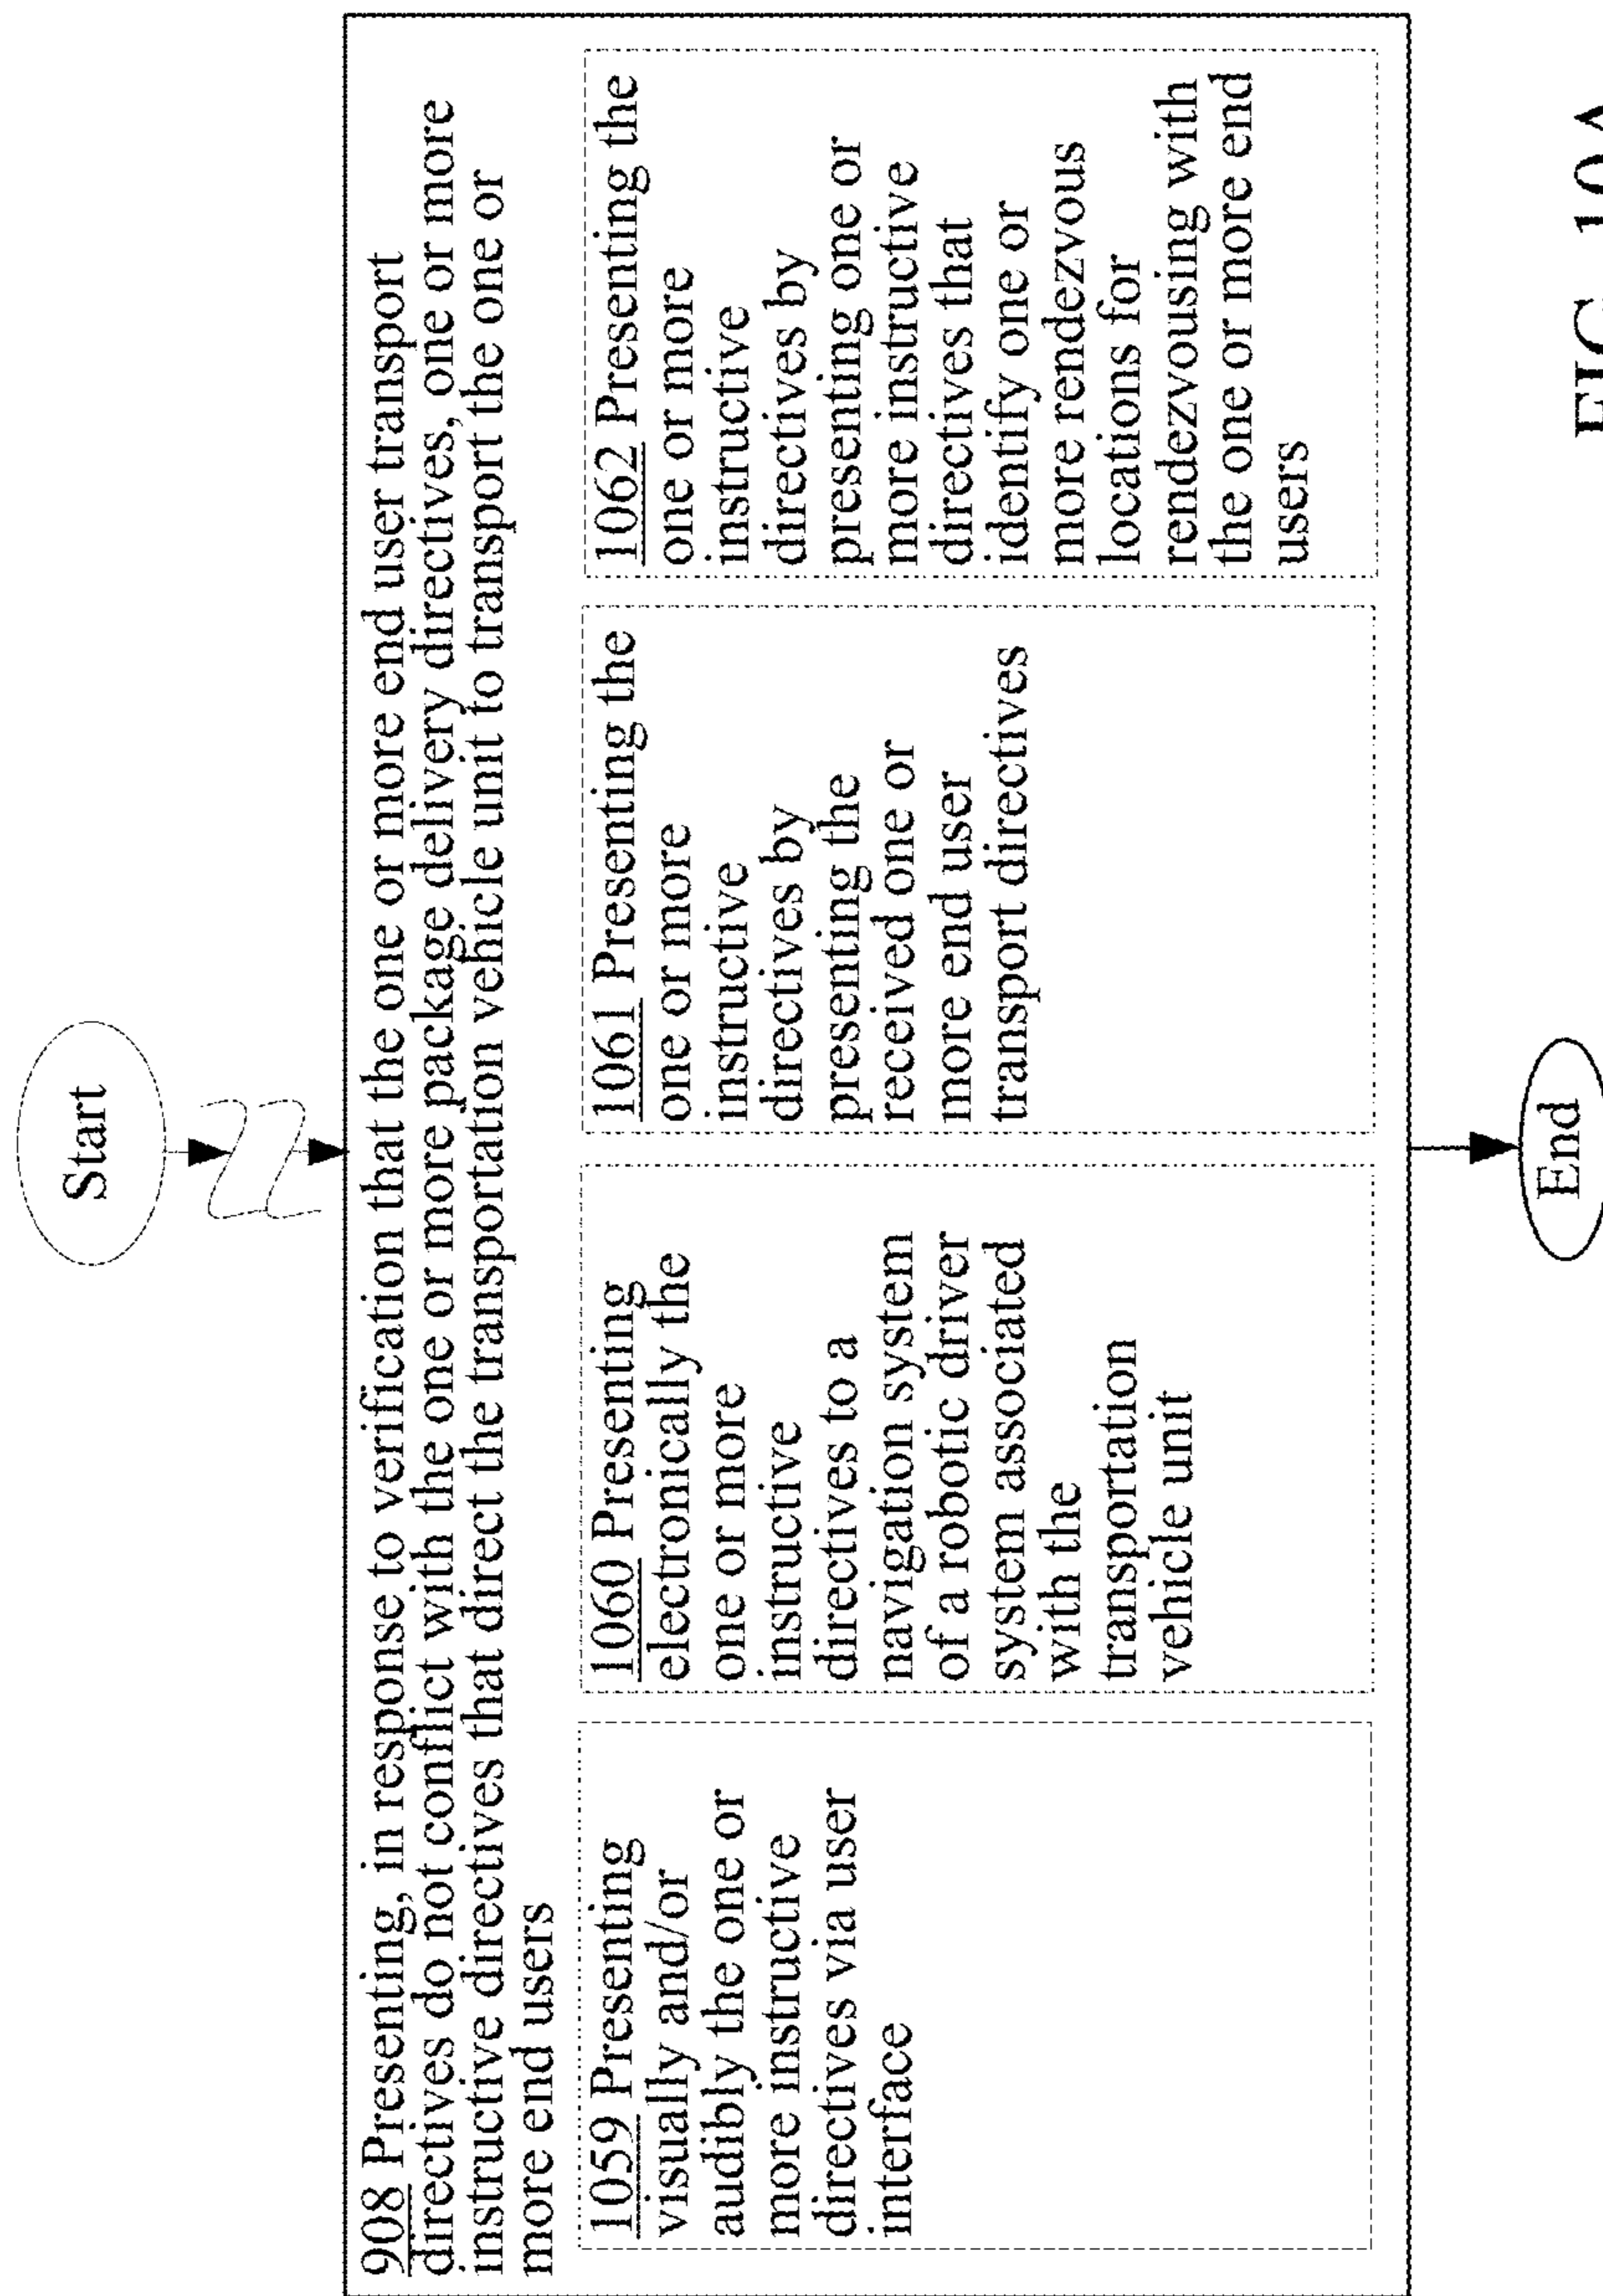 Start
908 Presenting, in response to verification that the one or more end user transport
directives do not conflict with the one or more package delivery directives, one or more
instructive directives that direct the transportation vehicle unit to transport the one or
more end users
1059 Presenting
visually and/or
audibly the one or
more instructive
directives via user
interface
1060 Presenting
electronically the
one or more
instructive
directives to a
navigation system
of a robotic driver
system associated
with the
transportation
vehicle unit
1061 Presenting the
one or more
instructive
directives by
presenting the
received one or
more end user
transport directives
1062 Presenting the
one or more
instructive
directives by
presenting one or
more instructive
directives that
identify one or
more rendezvous
locations for
rendezvousing with
the one or more end
users
End
FIG. 10A